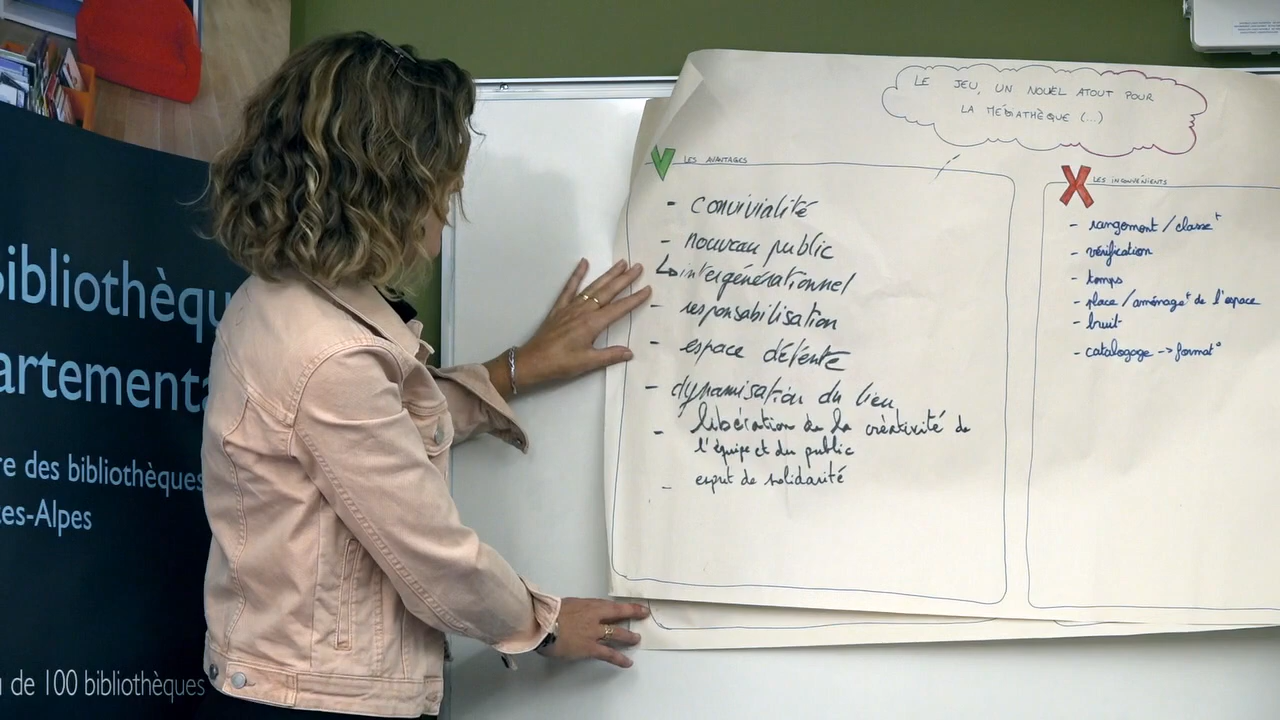 Bibliothèqu
artementa
re des bibliothèques
tes-Alpes
de 100 bibliothèques
LE JEU, UN NOUËL ATOUT POUR
LA MÉDIATHÈQUE (...)
LES AVANTAGES
- convivialité
- nouveau public
↳ intergénérationnel
- responsabilisation
- espace détente
- dynamisation du lieu
- libération de la créativité de
l'équipe et du public
- esprit de solidarité
LES INCONVÉNIENTS
- rangement / classe^t
- vérification
- temps
- place / aménag^t de l'espace
- bruit
- catalogage -> format°